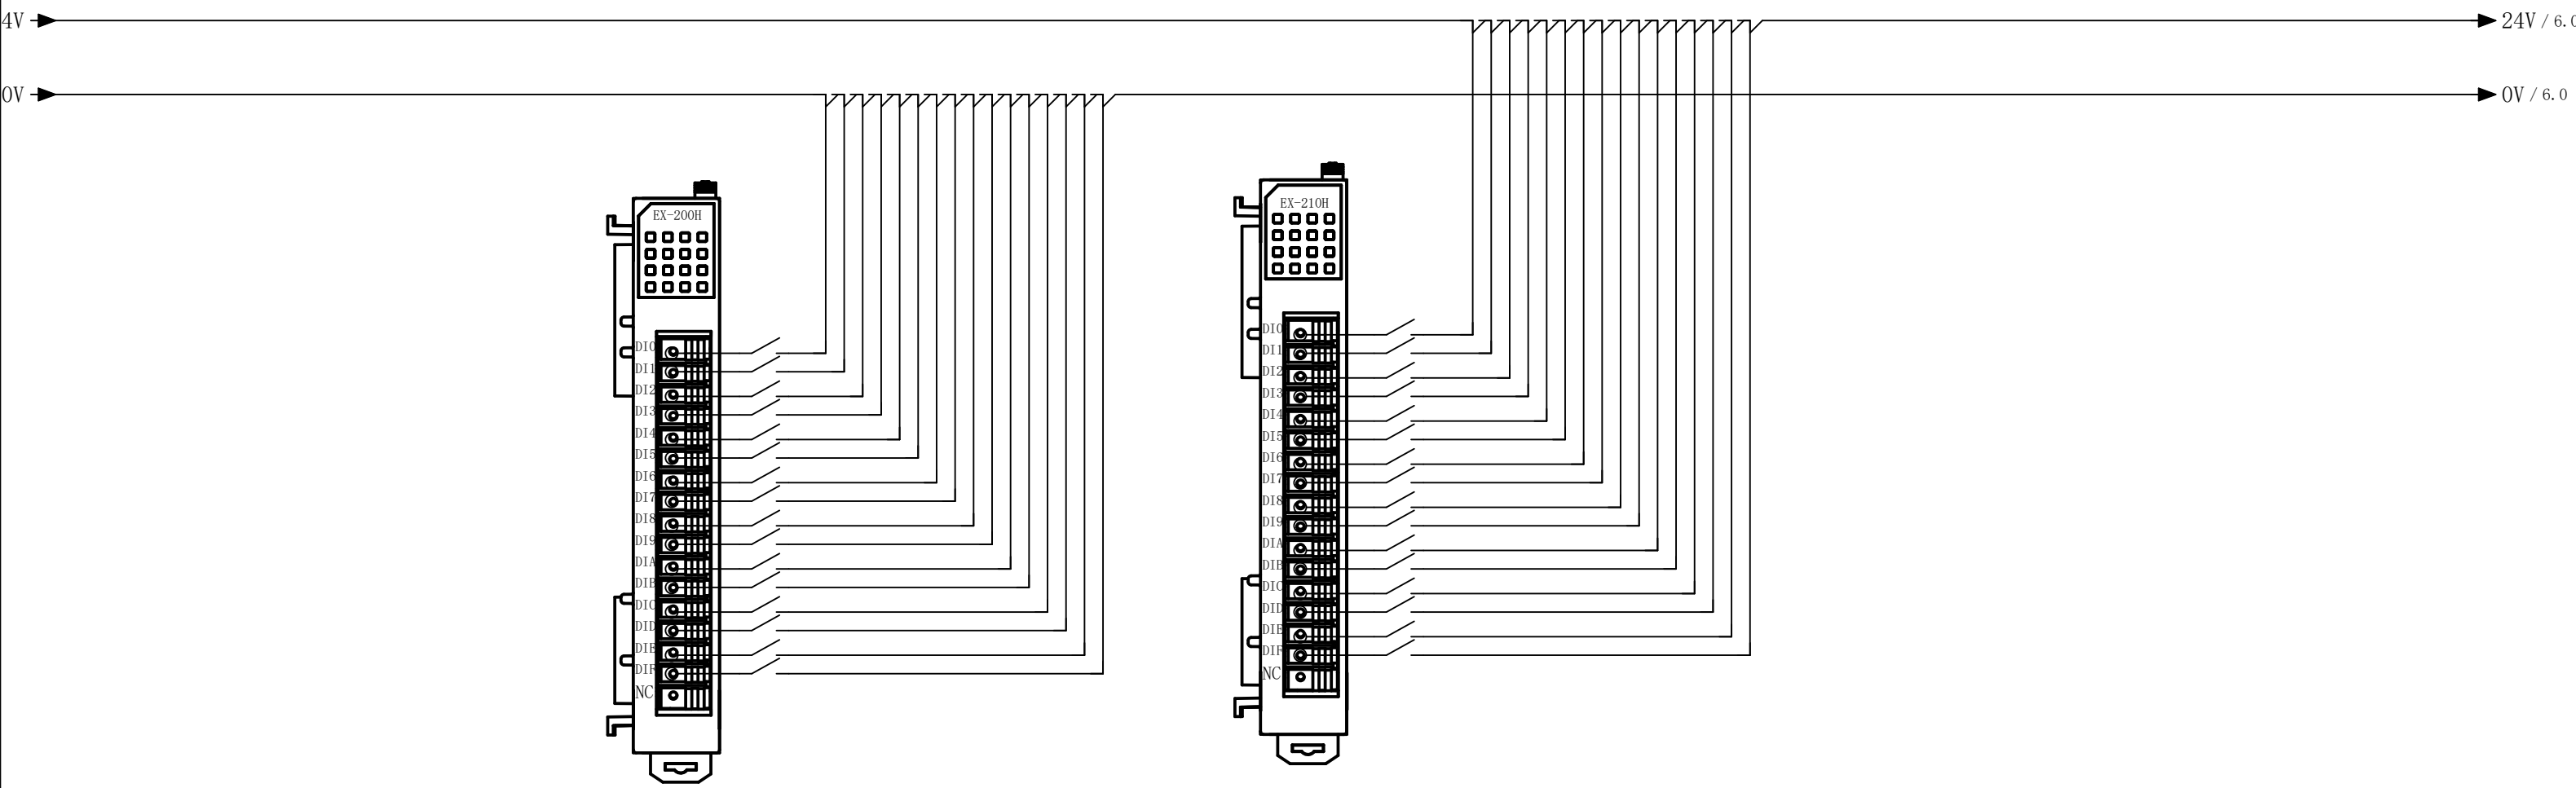 4V
24V / 6.0
0V
0V / 6.0
EX-200H
DI0
DI1
DI2
DI3
DI4
DI5
DI6
DI7
DI8
DI9
DIA
DIB
DIC
DID
DIE
DIF
NC
EX-210H
DI0
DI1
DI2
DI3
DI4
DI5
DI6
DI7
DI8
DI9
DIA
DIB
DIC
DID
DIE
DIF
NC